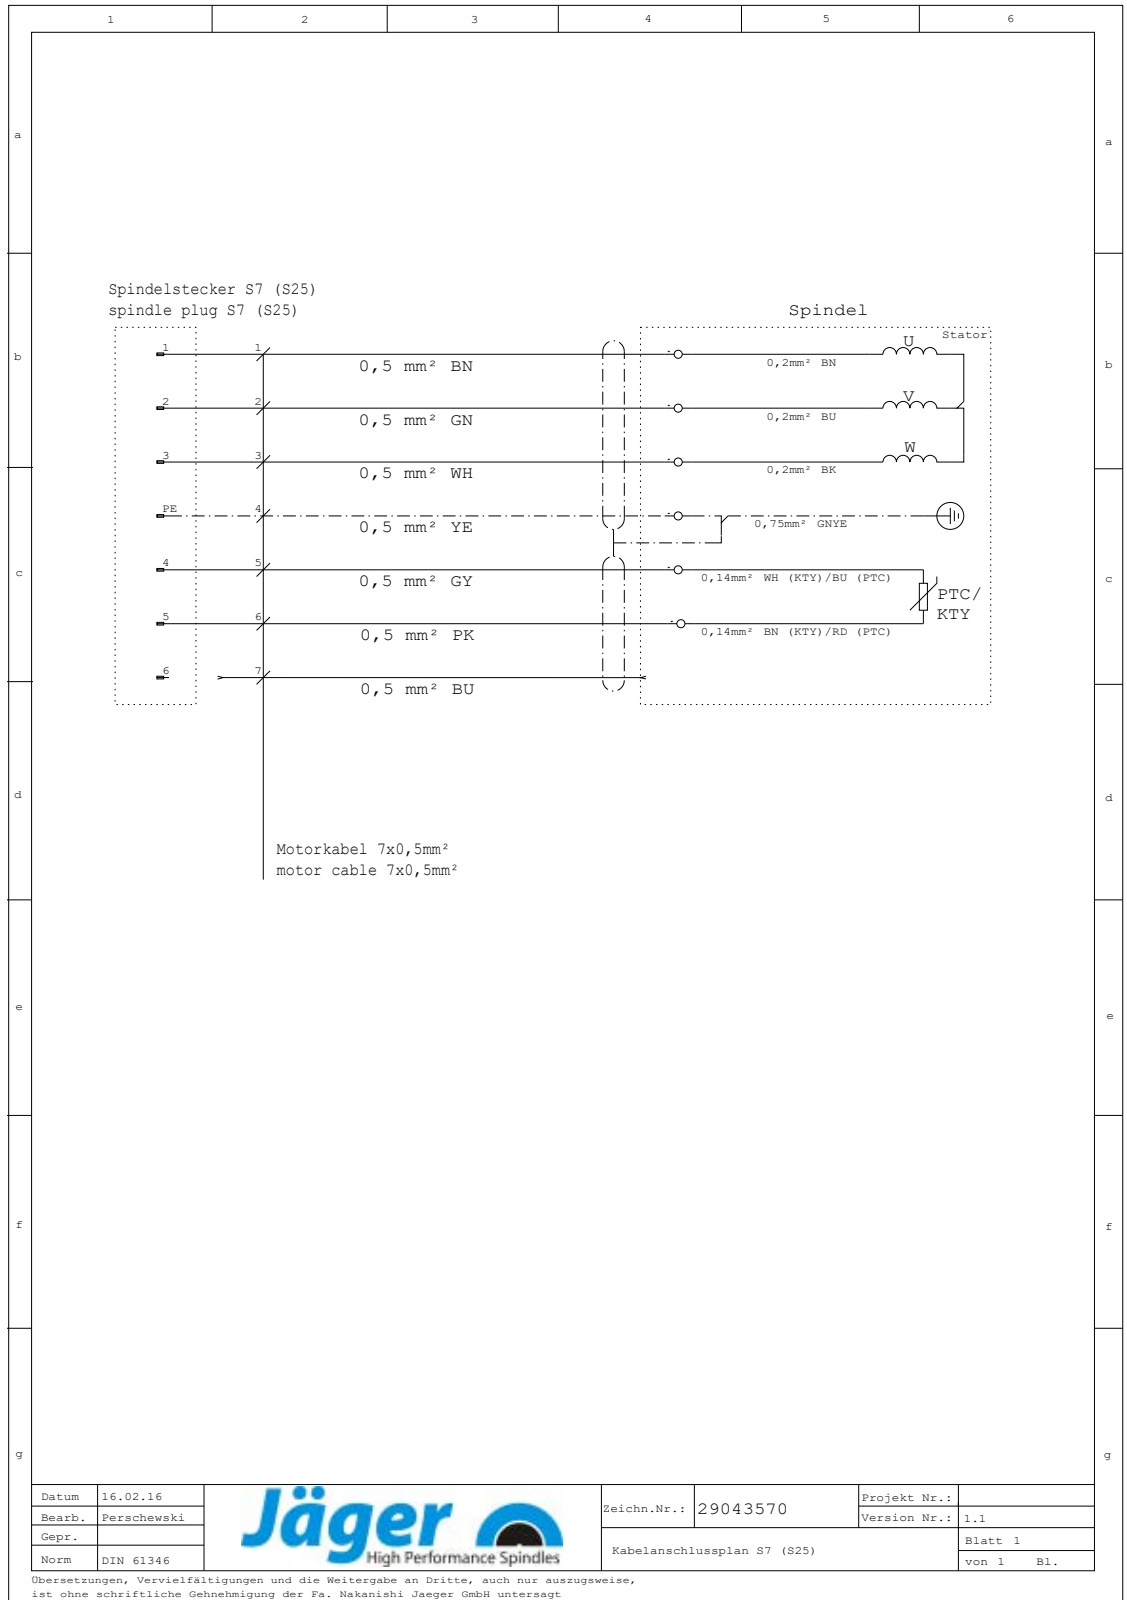 1 2 3 4 5 6
a a
Spindelstecker S7 (S25)
spindle plug S7 (S25)
Spindel
Stator
b b
1 1 0,5 mm² BN 0,2mm² BN U
2 2 0,5 mm² GN 0,2mm² BU V
3 3 0,5 mm² WH 0,2mm² BK W
PE 4 0,5 mm² YE 0,75mm² GNYE
c c
4 5 0,5 mm² GY 0,14mm² WH (KTY)/BU (PTC)
PTC/
KTY
5 6 0,5 mm² PK 0,14mm² BN (KTY)/RD (PTC)
6 7 0,5 mm² BU
d d
Motorkabel 7x0,5mm²
motor cable 7x0,5mm²
e e
f f
g g
Datum 16.02.16
Bearb. Perschewski
Gepr.
Norm DIN 61346
Jäger
High Performance Spindles
Zeichn.Nr.: 29043570
Kabelanschlussplan S7 (S25)
Projekt Nr.:
Version Nr.: 1.1
Blatt 1
von 1 Bl.
Übersetzungen, Vervielfältigungen und die Weitergabe an Dritte, auch nur auszugsweise,
ist ohne schriftliche Gehnehmigung der Fa. Nakanishi Jaeger GmbH untersagt